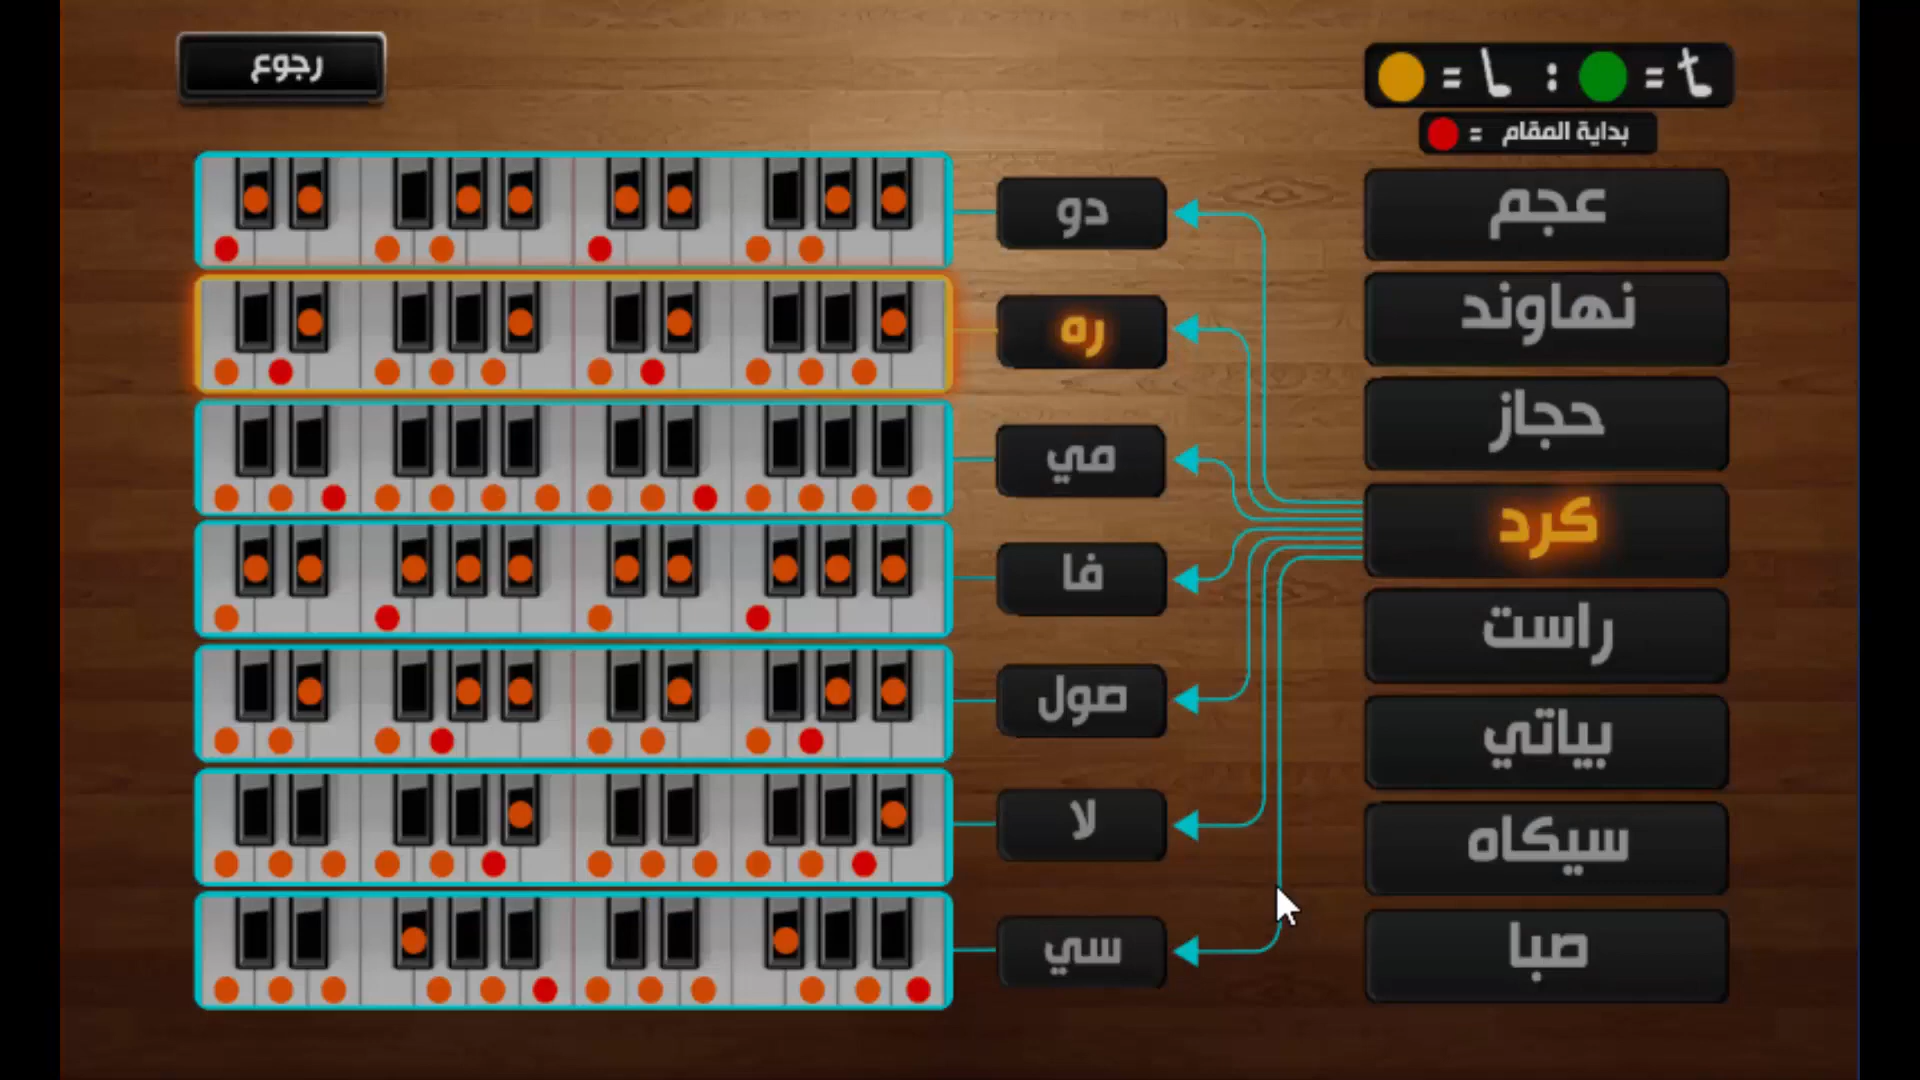 رجوع
= : =
= بداية المقام
عجم
نهاوند
حجاز
كرد
راست
بياتي
سيكاه
صبا
دو
ره
مي
فا
صول
لا
سي